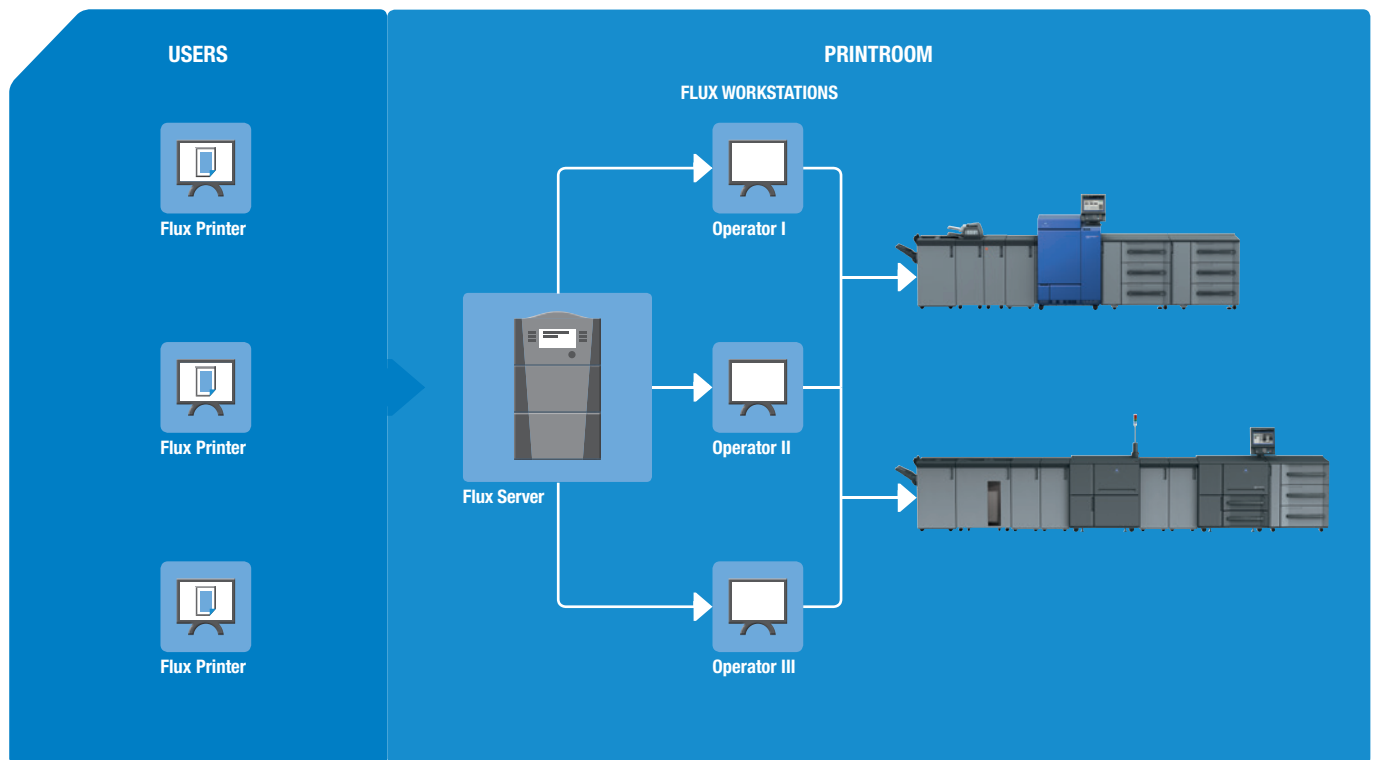 USERS
PRINTROOM
FLUX WORKSTATIONS
Flux Printer
Operator I
Flux Printer
Operator II
Flux Server
Flux Printer
Operator III